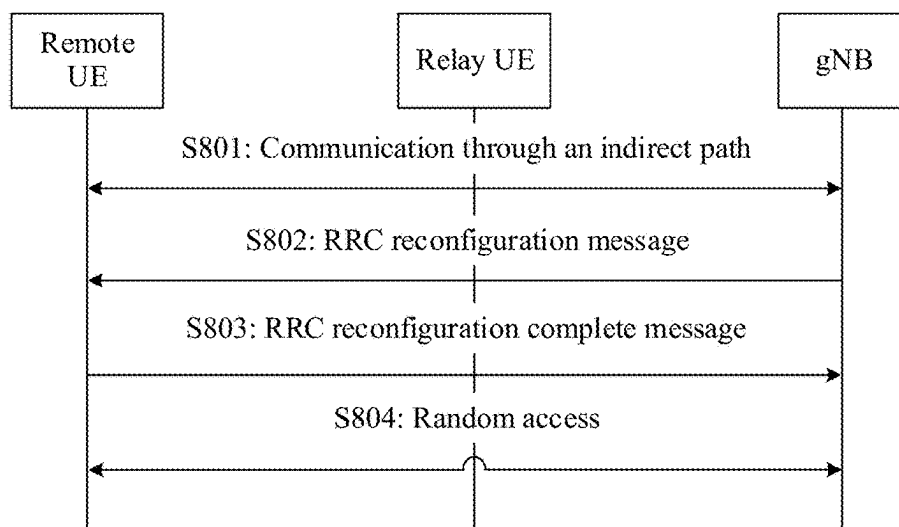 Remote
UE
Relay UE
gNB
S801: Communication through an indirect path
S802: RRC reconfiguration message
S803: RRC reconfiguration complete message
S804: Random access